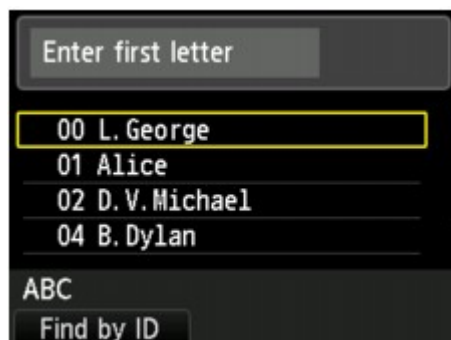 Enter first letter
00 L.George
01 Alice
02 D.V.Michael
04 B.Dylan
ABC
Find by ID